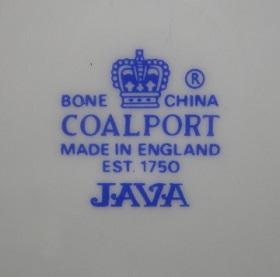 ®
BONE CHINA
COALPORT
MADE IN ENGLAND
EST. 1750
JAVA